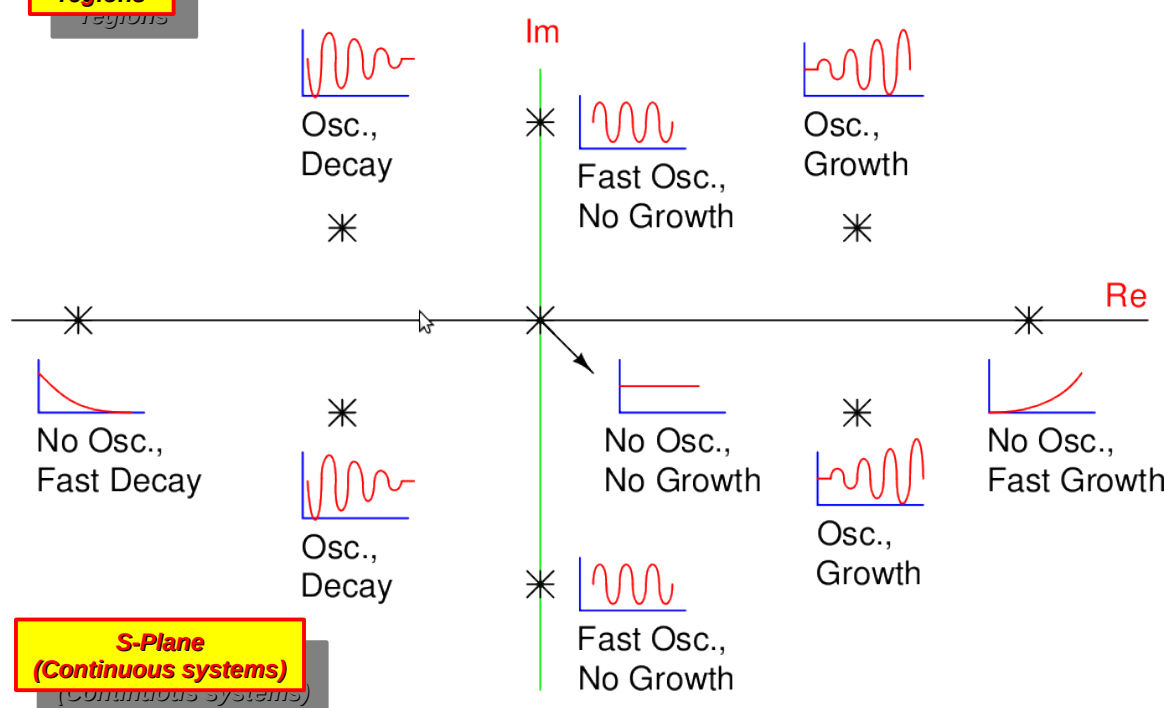 regions
Im
Osc.,
Decay
Fast Osc.,
No Growth
Osc.,
Growth
Re
No Osc.,
Fast Decay
Osc.,
Decay
No Osc.,
No Growth
Osc.,
Growth
No Osc.,
Fast Growth
Fast Osc.,
No Growth
S-Plane
(Continuous systems)